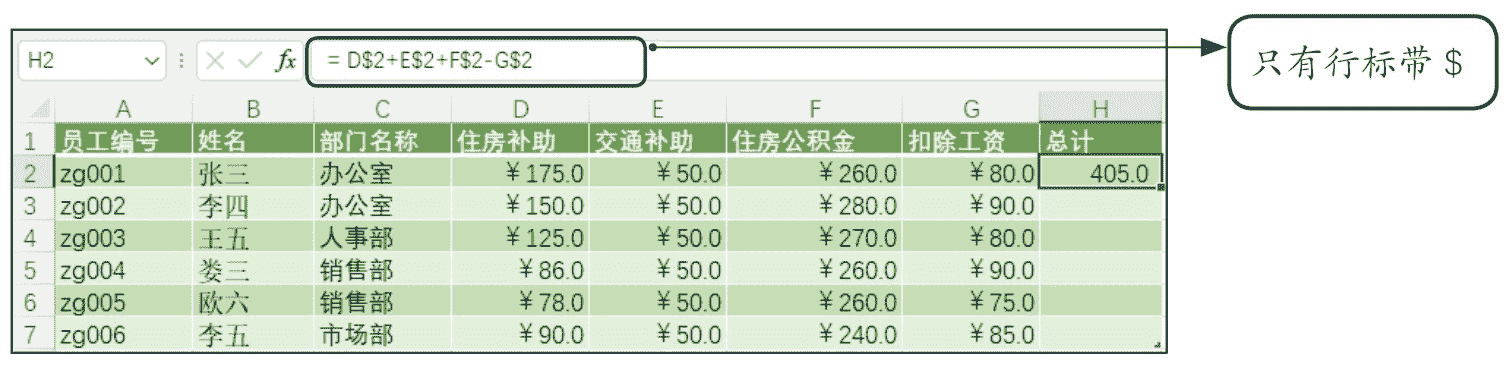 H2 fx = D$2+E$2+F$2-G$2
只有行标带 $
A B C D E F G H
1 员工编号 姓名 部门名称 住房补助 交通补助 住房公积金 扣除工资 总计
2 zg001 张三 办公室 ¥175.0 ¥50.0 ¥260.0 ¥80.0 405.0
3 zg002 李四 办公室 ¥150.0 ¥50.0 ¥280.0 ¥90.0
4 zg003 王五 人事部 ¥125.0 ¥50.0 ¥270.0 ¥80.0
5 zg004 娄三 销售部 ¥86.0 ¥50.0 ¥260.0 ¥90.0
6 zg005 欧六 销售部 ¥78.0 ¥50.0 ¥260.0 ¥75.0
7 zg006 李五 市场部 ¥90.0 ¥50.0 ¥240.0 ¥85.0